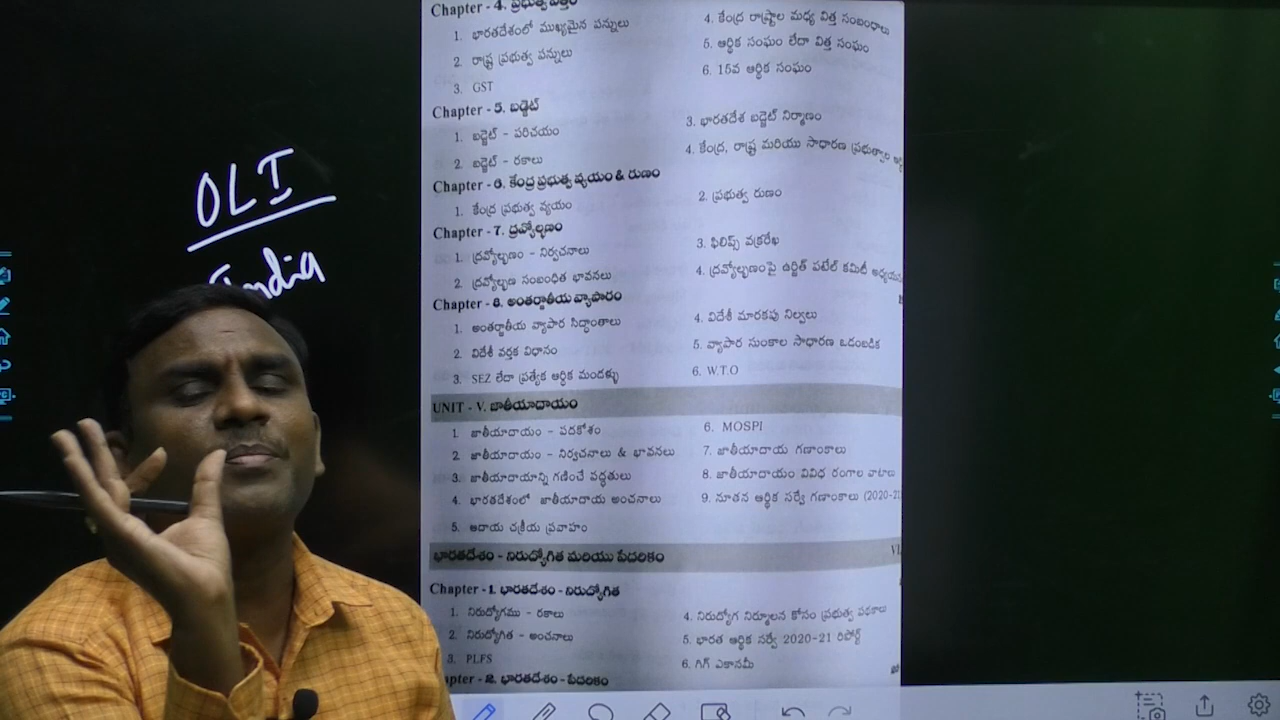 OLI
India
Chapter - 4. ప్రభుత్వ విత్తం
1. భారతదేశంలో ముఖ్యమైన పన్నులు
2. రాష్ట్ర ప్రభుత్వ పన్నులు
3. GST
4. కేంద్ర రాష్ట్రాల మధ్య విత్త సంబంధాలు
5. ఆర్థిక సంఘం లేదా విత్త సంఘం
6. 15వ ఆర్థిక సంఘం
Chapter - 5. బడ్జెట్
1. బడ్జెట్ - పరిచయం
2. బడ్జెట్ - రకాలు
3. భారతదేశ బడ్జెట్ నిర్మాణం
4. కేంద్ర, రాష్ట్ర మరియు సాధారణ ప్రభుత్వాల
Chapter - 6. కేంద్ర ప్రభుత్వ వ్యయం & రుణం
1. కేంద్ర ప్రభుత్వ వ్యయం
2. ప్రభుత్వ రుణం
Chapter - 7. ద్రవ్యోల్బణం
1. ద్రవ్యోల్బణం - నిర్వచనాలు
2. ద్రవ్యోల్బణ సంబంధిత భావనలు
3. ఫిలిప్స్ వక్రరేఖ
4. ద్రవ్యోల్బణంపై ఉర్జిత్ పటేల్ కమిటీ
Chapter - 8. అంతర్జాతీయ వ్యాపారం
1. అంతర్జాతీయ వ్యాపార సిద్ధాంతాలు
2. విదేశీ వర్తక విధానం
3. SEZ లేదా ప్రత్యేక ఆర్థిక మండళ్ళు
4. విదేశీ మారకపు నిల్వలు
5. వ్యాపార సుంకాల సాధారణ ఒడంబడిక
6. W.T.O
UNIT - V. జాతీయాదాయం
1. జాతీయాదాయం - పదకోశం
2. జాతీయాదాయం - నిర్వచనాలు & భావనలు
3. జాతీయాదాయాన్ని గణించే పద్ధతులు
4. భారతదేశంలో జాతీయాదాయ అంచనాలు
5. ఆదాయ చక్రీయ ప్రవాహం
6. MOSPI
7. జాతీయాదాయ గణాంకాలు
8. జాతీయాదాయం వివిధ రంగాల వాటాలు
9. నూతన ఆర్థిక సర్వే గణాంకాలు (2020-21
భారతదేశం - నిరుద్యోగిత మరియు పేదరికం
Chapter - 1. భారతదేశం - నిరుద్యోగిత
1. నిరుద్యోగము - రకాలు
2. నిరుద్యోగిత - అంచనాలు
3. PLFS
4. నిరుద్యోగ నిర్మూలన కోసం ప్రభుత్వ పథకాలు
5. భారత ఆర్థిక సర్వే 2020-21 రిపోర్ట్
6. గిగ్ ఎకానమీ
apter - 2. భారతదేశం - పేదరికం